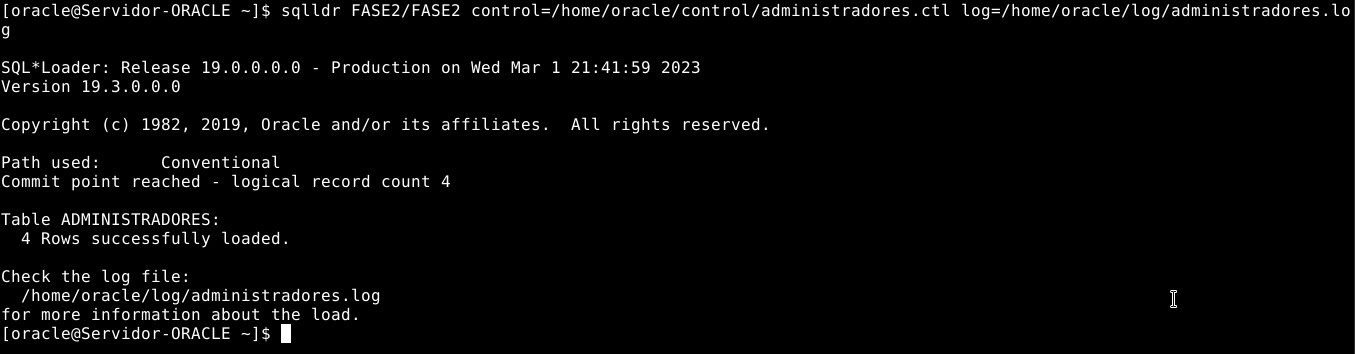 [oracle@Servidor-ORACLE ~]$ sqlldr FASE2/FASE2 control=/home/oracle/control/administradores.ctl log=/home/oracle/log/administradores.lo
g
SQL*Loader: Release 19.0.0.0.0 - Production on Wed Mar 1 21:41:59 2023
Version 19.3.0.0.0
Copyright (c) 1982, 2019, Oracle and/or its affiliates.  All rights reserved.
Path used:      Conventional
Commit point reached - logical record count 4
Table ADMINISTRADORES:
  4 Rows successfully loaded.
Check the log file:
  /home/oracle/log/administradores.log
for more information about the load.
[oracle@Servidor-ORACLE ~]$